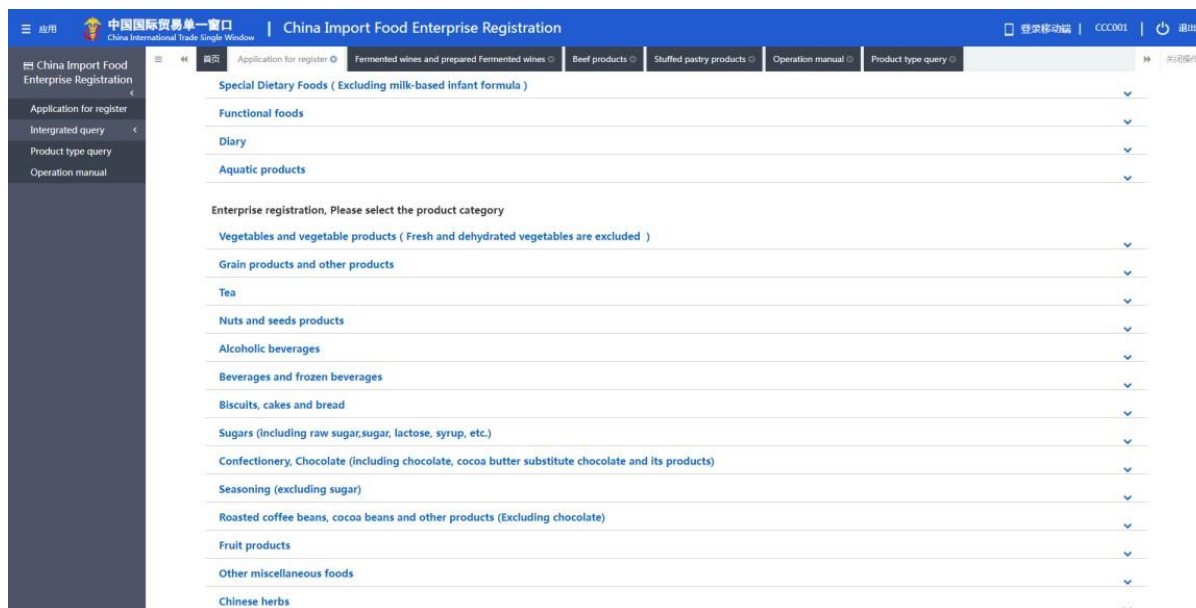 应用
中国国际贸易单一窗口
China International Trade Single Window
China Import Food Enterprise Registration
登录移动端
CCC001
退出
China Import Food
Enterprise Registration
Application for register
Intergrated query
Product type query
Operation manual
首页
Application for register
Fermented wines and prepared Fermented wines
Beef products
Stuffed pastry products
Operation manual
Product type query
关闭操作
Special Dietary Foods ( Excluding milk-based infant formula )
Functional foods
Diary
Aquatic products
Enterprise registration, Please select the product category
Vegetables and vegetable products ( Fresh and dehydrated vegetables are excluded )
Grain products and other products
Tea
Nuts and seeds products
Alcoholic beverages
Beverages and frozen beverages
Biscuits, cakes and bread
Sugars (including raw sugar,sugar, lactose, syrup, etc.)
Confectionery, Chocolate (including chocolate, cocoa butter substitute chocolate and its products)
Seasoning (excluding sugar)
Roasted coffee beans, cocoa beans and other products (Excluding chocolate)
Fruit products
Other miscellaneous foods
Chinese herbs